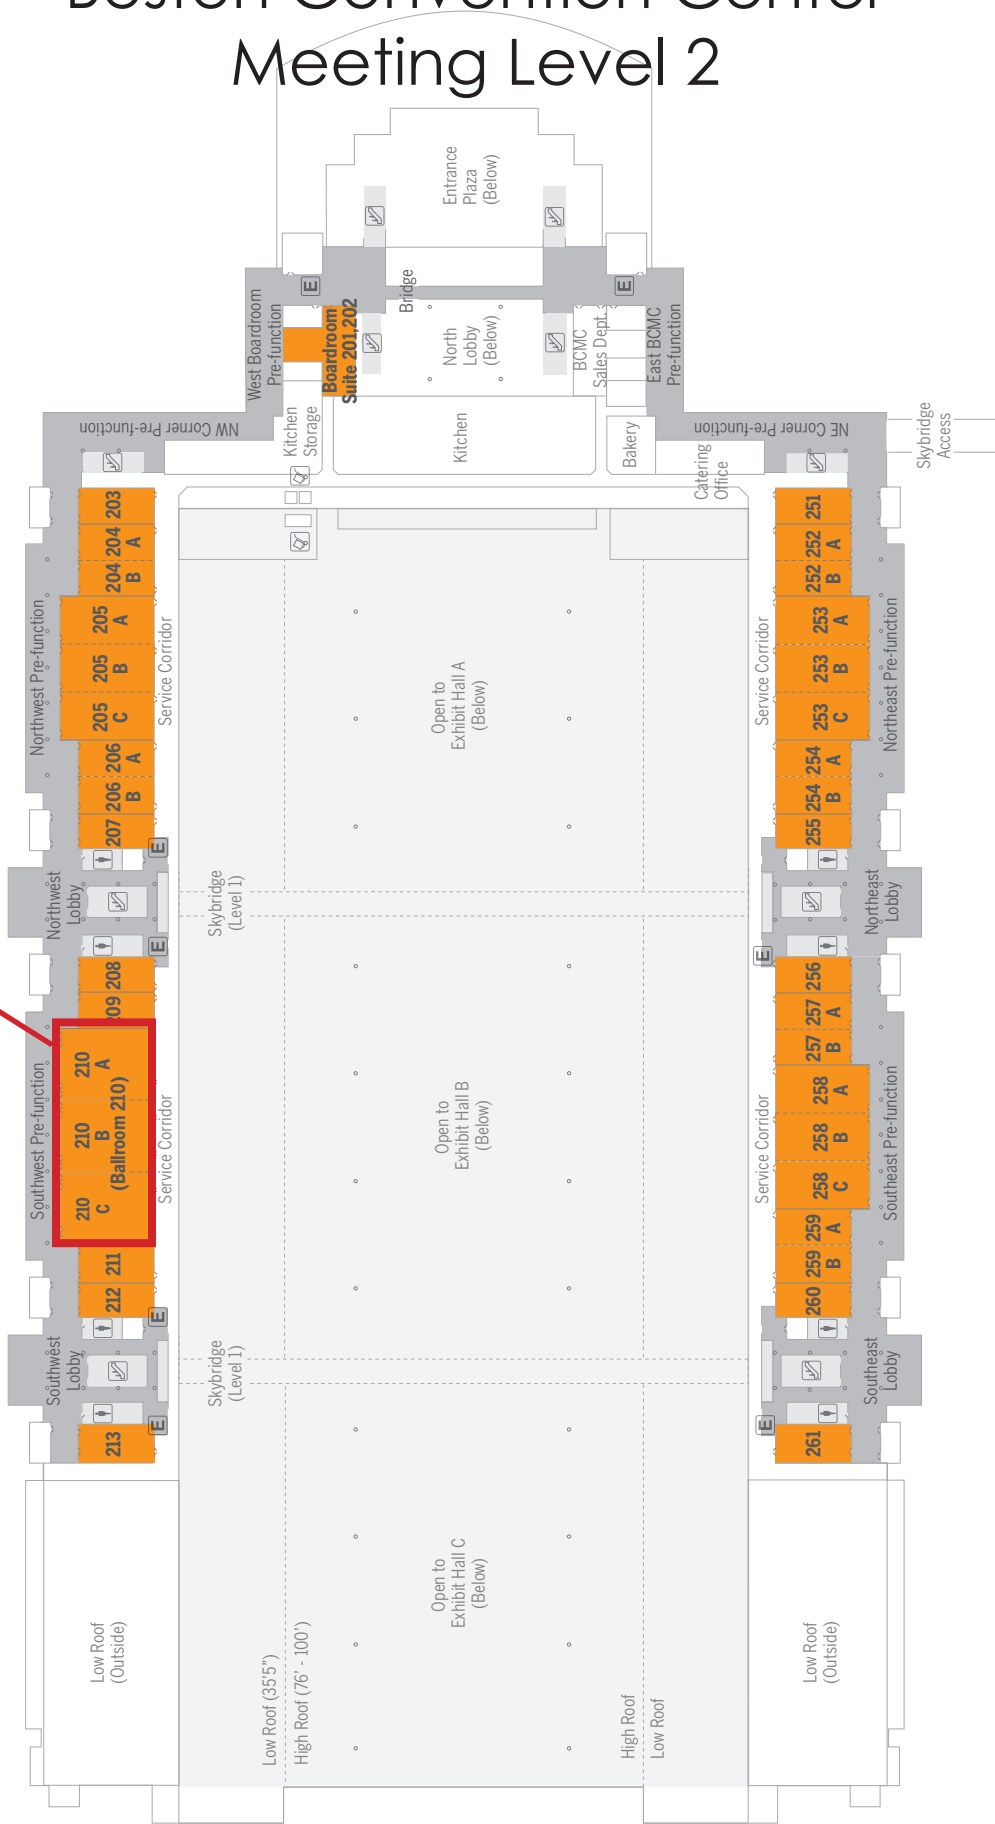 Boston Convention Center
Meeting Level 2
Entrance
Plaza
(Below)
Bridge
E
E
West Boardroom
Pre-function
Boardroom
Suite 201,202
North
Lobby
(Below)
BCMC
Sales Dept.
East BCMC
Pre-function
NW Corner Pre-function
Kitchen
Storage
Kitchen
Bakery
Catering
Office
NE Corner Pre-function
Skybridge
Access
203
204
A
204
B
205
A
205
B
205
C
206
A
206
B
207
Northwest Pre-function
Service Corridor
E
Northwest
Lobby
E
208
209
210
A
210
B
210
C
(Ballroom 210)
Southwest Pre-function
Service Corridor
211
212
E
Southwest
Lobby
E
213
Open to
Exhibit Hall A
(Below)
Skybridge
(Level 1)
Open to
Exhibit Hall B
(Below)
Skybridge
(Level 1)
Open to
Exhibit Hall C
(Below)
251
252
A
252
B
253
A
253
B
253
C
254
A
254
B
255
Service Corridor
Northeast Pre-function
Northeast
Lobby
E
256
257
A
257
B
258
A
258
B
258
C
259
A
259
B
260
Service Corridor
Southeast Pre-function
Southeast
Lobby
E
261
Low Roof
(Outside)
Low Roof (35'5")
High Roof (76' - 100')
High Roof
Low Roof
Low Roof
(Outside)